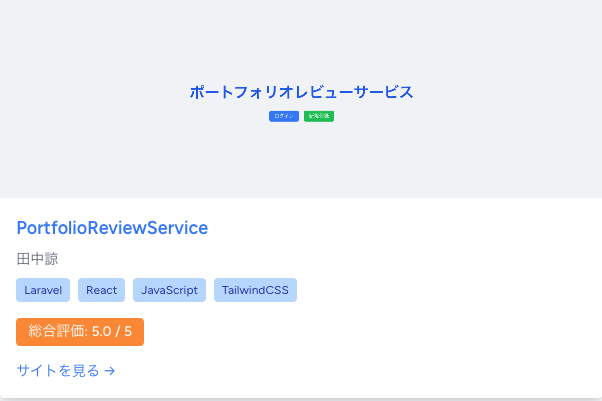 ポートフォリオレビューサービス
ログイン 新規登録
PortfolioReviewService
田中諒
Laravel React JavaScript TailwindCSS
総合評価: 5.0 / 5
サイトを見る →